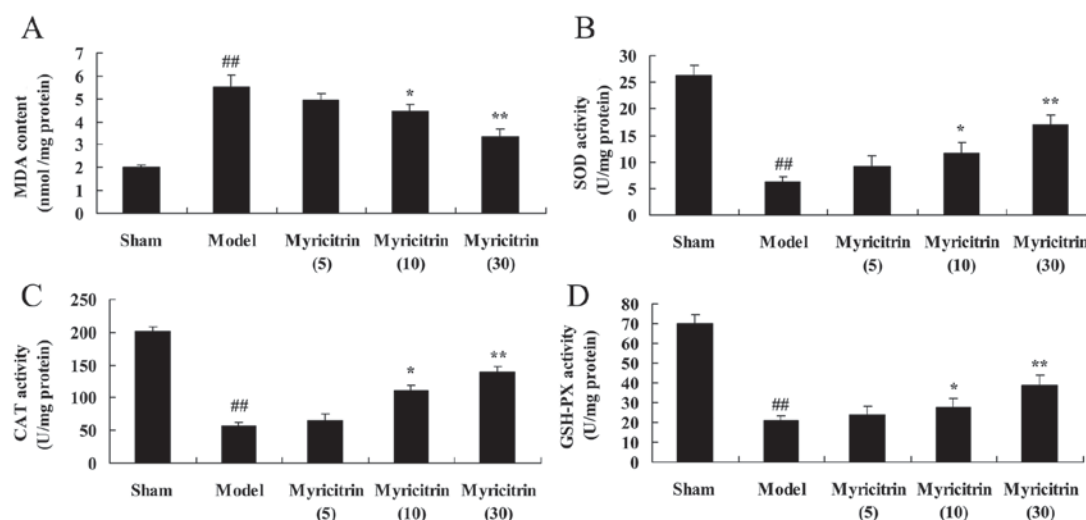 A
MDA content
(nmol /mg protein)
7
6
5
4
3
2
1
0
##
*
**
Sham
Model
Myricitrin
(5)
Myricitrin
(10)
Myricitrin
(30)
B
SOD activity
(U/mg protein)
30
25
20
15
10
5
0
##
*
**
Sham
Model
Myricitrin
(5)
Myricitrin
(10)
Myricitrin
(30)
C
CAT activity
(U/mg protein)
250
200
150
100
50
0
##
*
**
Sham
Model
Myricitrin
(5)
Myricitrin
(10)
Myricitrin
(30)
D
GSH-PX activity
(U/mg protein)
80
70
60
50
40
30
20
10
0
##
*
**
Sham
Model
Myricitrin
(5)
Myricitrin
(10)
Myricitrin
(30)